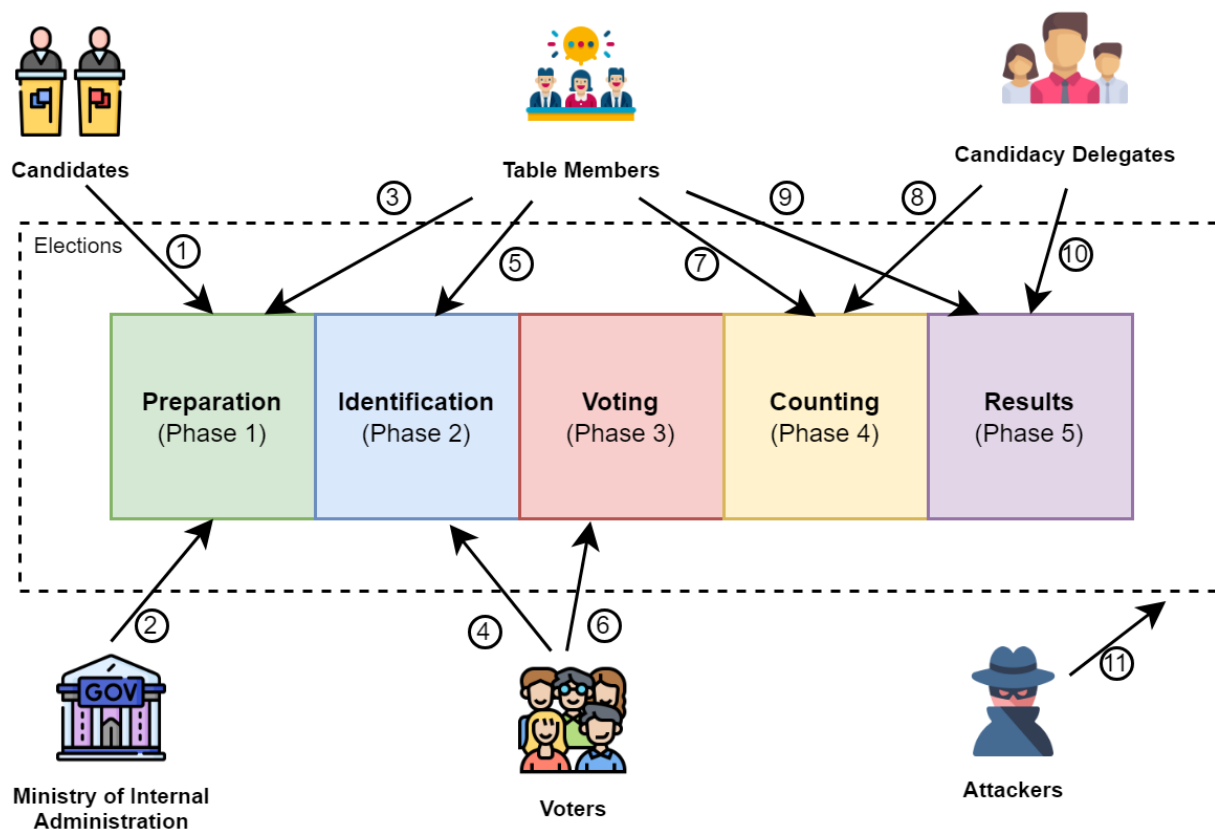 Candidates
Table Members
Candidacy Delegates
3
9
8
Elections
1
5
7
10
Preparation
(Phase 1)
Identification
(Phase 2)
Voting
(Phase 3)
Counting
(Phase 4)
Results
(Phase 5)
2
4
6
11
GOV
Ministry of Internal
Administration
Voters
Attackers